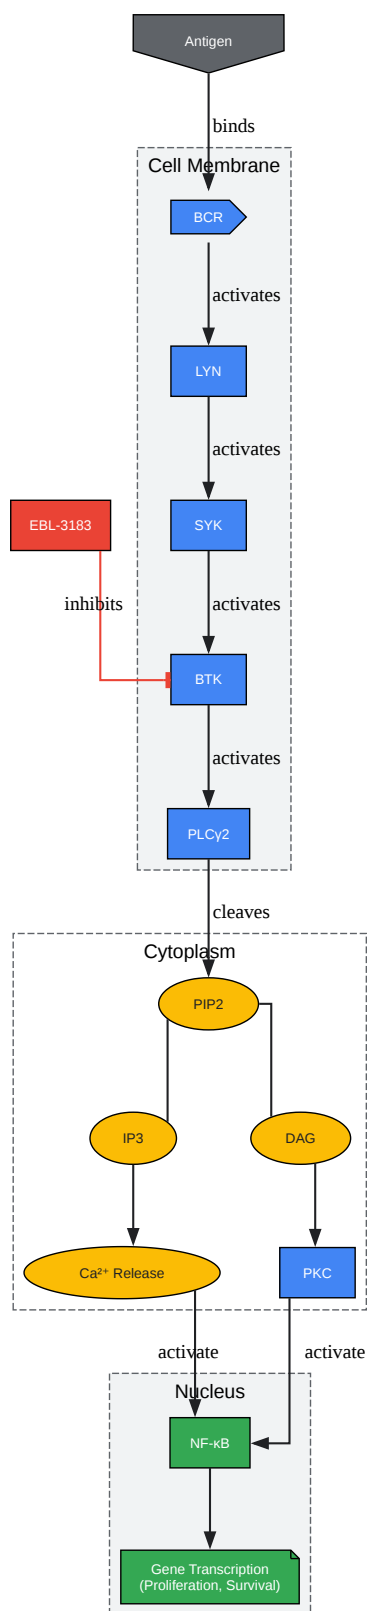 Antigen
binds
Cell Membrane
BCR
activates
LYN
activates
EBL-3183
SYK
inhibits
activates
BTK
activates
PLCγ2
cleaves
Cytoplasm
PIP2
IP3
DAG
Ca²⁺ Release
PKC
activate
activate
Nucleus
NF-κB
Gene Transcription
(Proliferation, Survival)